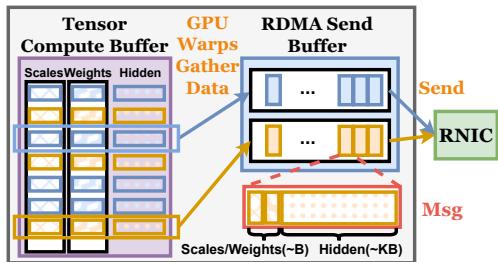 Tensor
Compute Buffer
GPU
Warps
Gather
Data
RDMA Send
Buffer
Scales Weights Hidden
...
...
Send
RNIC
Msg
Scales/Weights(~B) Hidden(~KB)